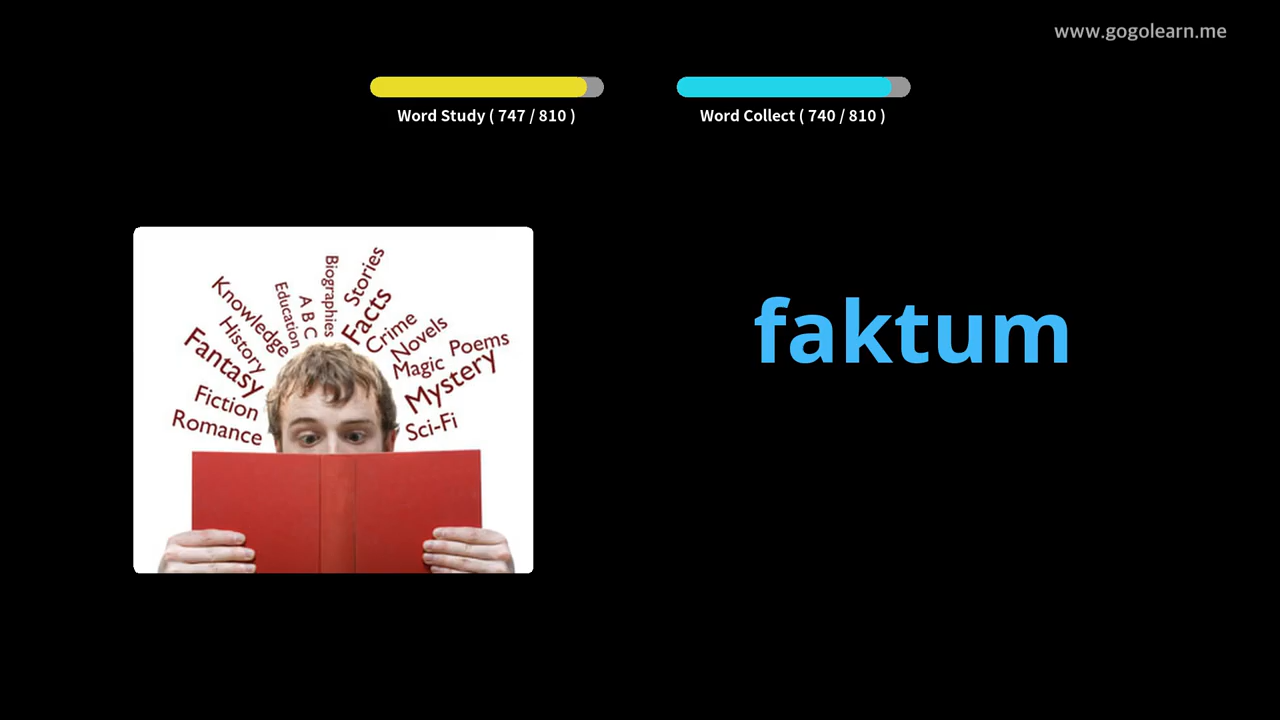 www.gogolearn.me
Word Study ( 747 / 810 )
Word Collect ( 740 / 810 )
Biographies
Stories
Education
A B C
Facts
Knowledge
Crime
History
Novels
Poems
Fantasy
Magic
Mystery
Fiction
Romance
Sci-Fi
faktum